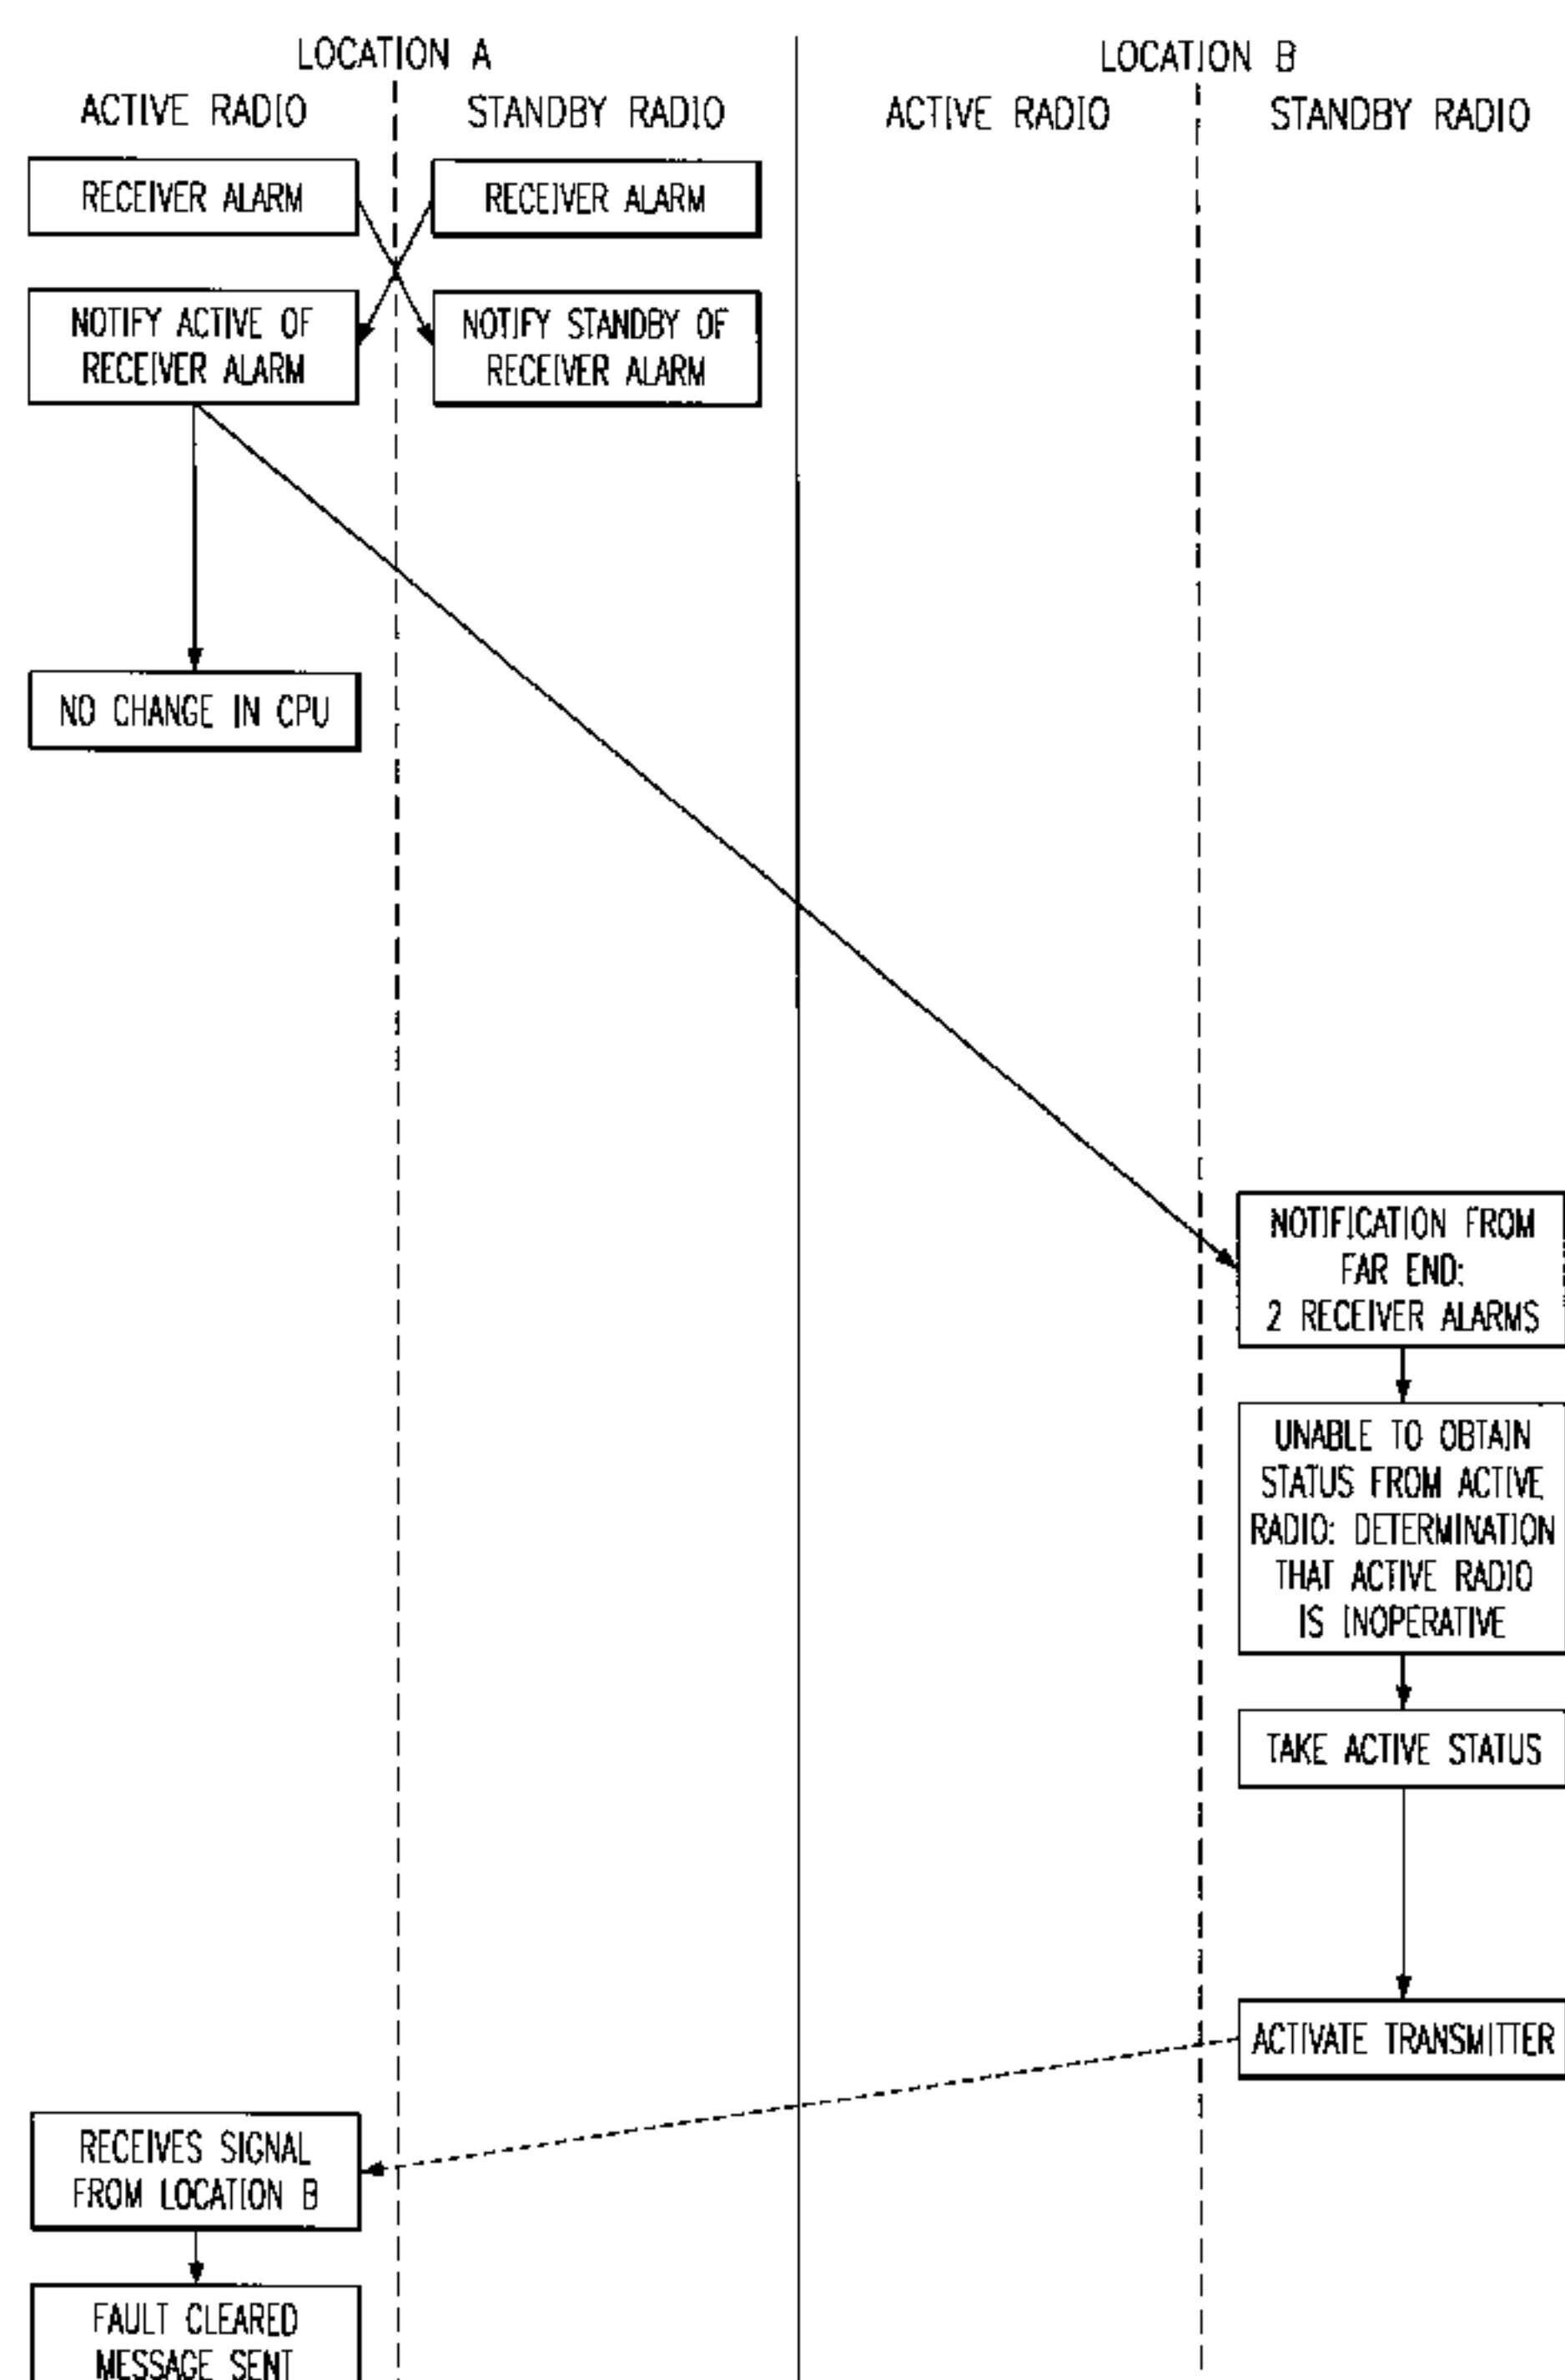 LOCATION A
LOCATION B
ACTIVE RADIO
STANDBY RADIO
ACTIVE RADIO
STANDBY RADIO
RECEIVER ALARM
RECEIVER ALARM
NOTIFY ACTIVE OF
RECEIVER ALARM
NOTIFY STANDBY OF
RECEIVER ALARM
NO CHANGE IN CPU
NOTIFICATION FROM
FAR END:
2 RECEIVER ALARMS
UNABLE TO OBTAIN
STATUS FROM ACTIVE
RADIO: DETERMINATION
THAT ACTIVE RADIO
IS INOPERATIVE
TAKE ACTIVE STATUS
ACTIVATE TRANSMITTER
RECEIVES SIGNAL
FROM LOCATION B
FAULT CLEARED
MESSAGE SENT